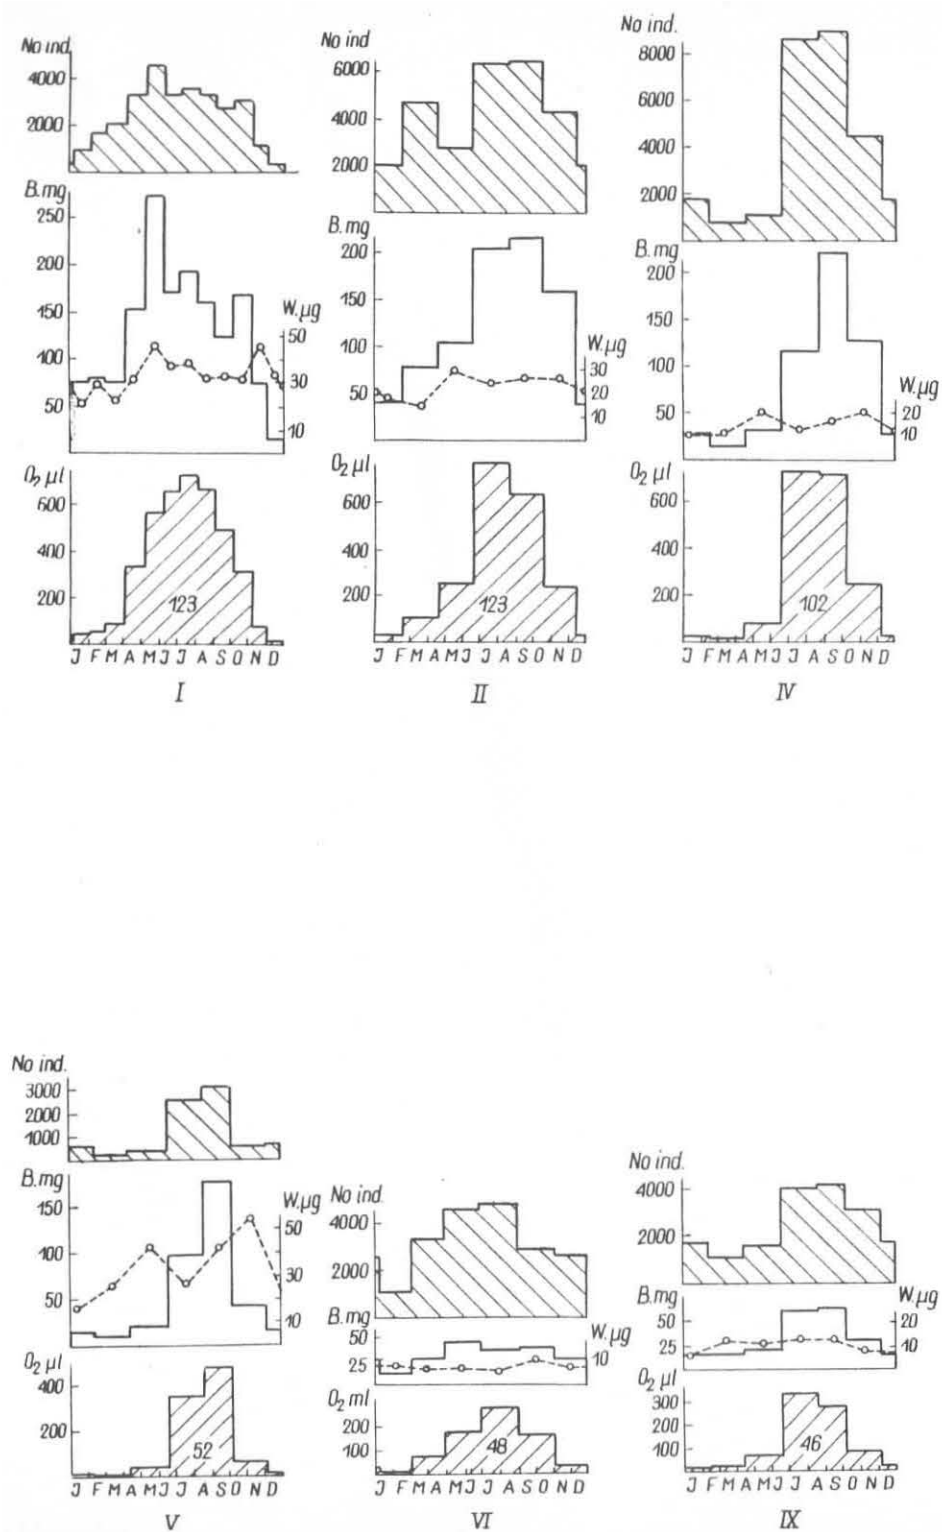 No ind.
4000
2000
B. mg
250
200
150
100
50
W. µg
50
30
10
O₂ µl
600
400
200
123
J F M A M J J A S O N D
I
No ind
6000
4000
2000
B. mg
200
150
100
50
W. µg
30
20
10
O₂ µl
600
400
200
123
J F M A M J J A S O N D
II
No ind.
8000
6000
4000
2000
B. mg
200
150
100
50
W. µg
20
10
O₂ µl
600
400
200
102
J F M A M J J A S O N D
IV
No ind.
3000
2000
1000
B. mg
150
100
50
W. µg
50
30
10
O₂ µl
400
200
52
J F M A M J J A S O N D
V
No ind.
4000
2000
B. mg
50
25
W. µg
10
O₂ ml
200
100
48
J F M A M J J A S O N D
VI
No ind.
4000
2000
B. mg
50
25
W. µg
20
10
O₂ µl
300
200
100
46
J F M A M J J A S O N D
IX